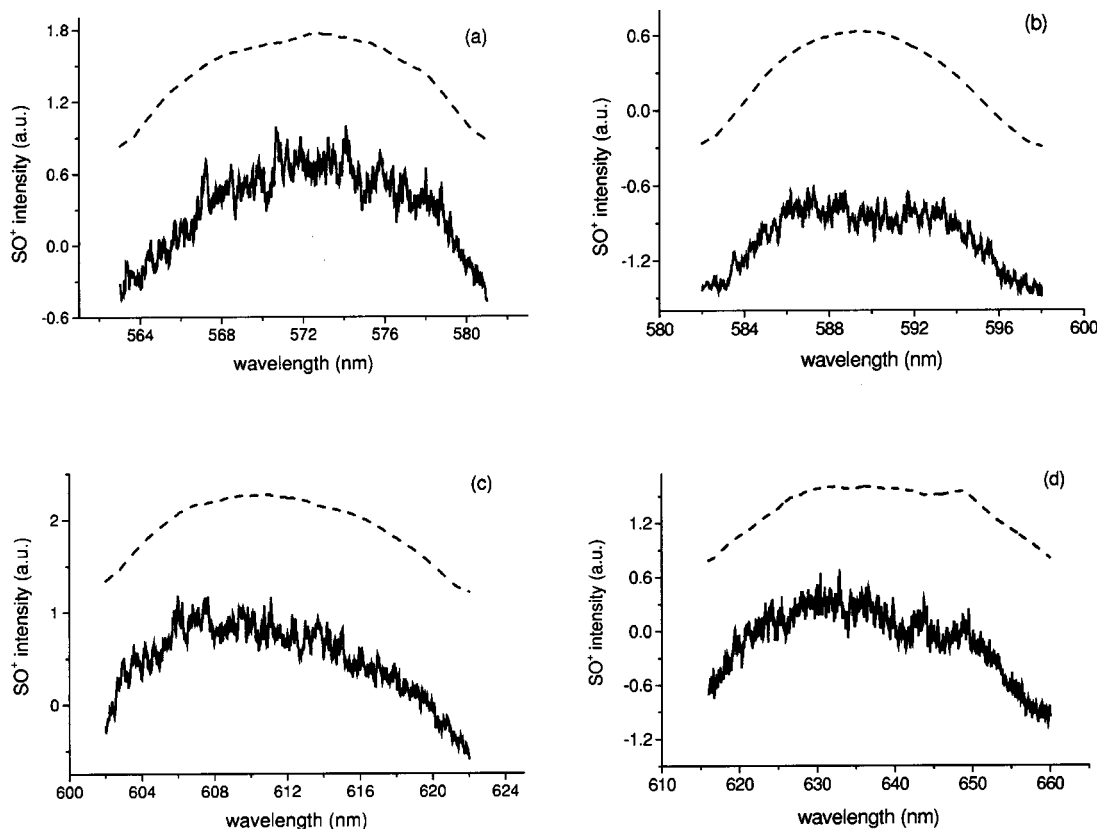 (a)
SO⁺ intensity (a.u.)
1.8
1.2
0.6
0.0
-0.6
564 568 572 576 580
wavelength (nm)
(b)
SO⁺ intensity (a.u.)
0.6
0.0
-0.6
-1.2
580 584 588 592 596 600
wavelength (nm)
(c)
SO⁺ intensity (a.u.)
2
1
0
600 604 608 612 616 620 624
wavelength (nm)
(d)
SO⁺ intensity (a.u.)
1.2
0.6
0.0
-0.6
-1.2
610 620 630 640 650 660
wavelength (nm)